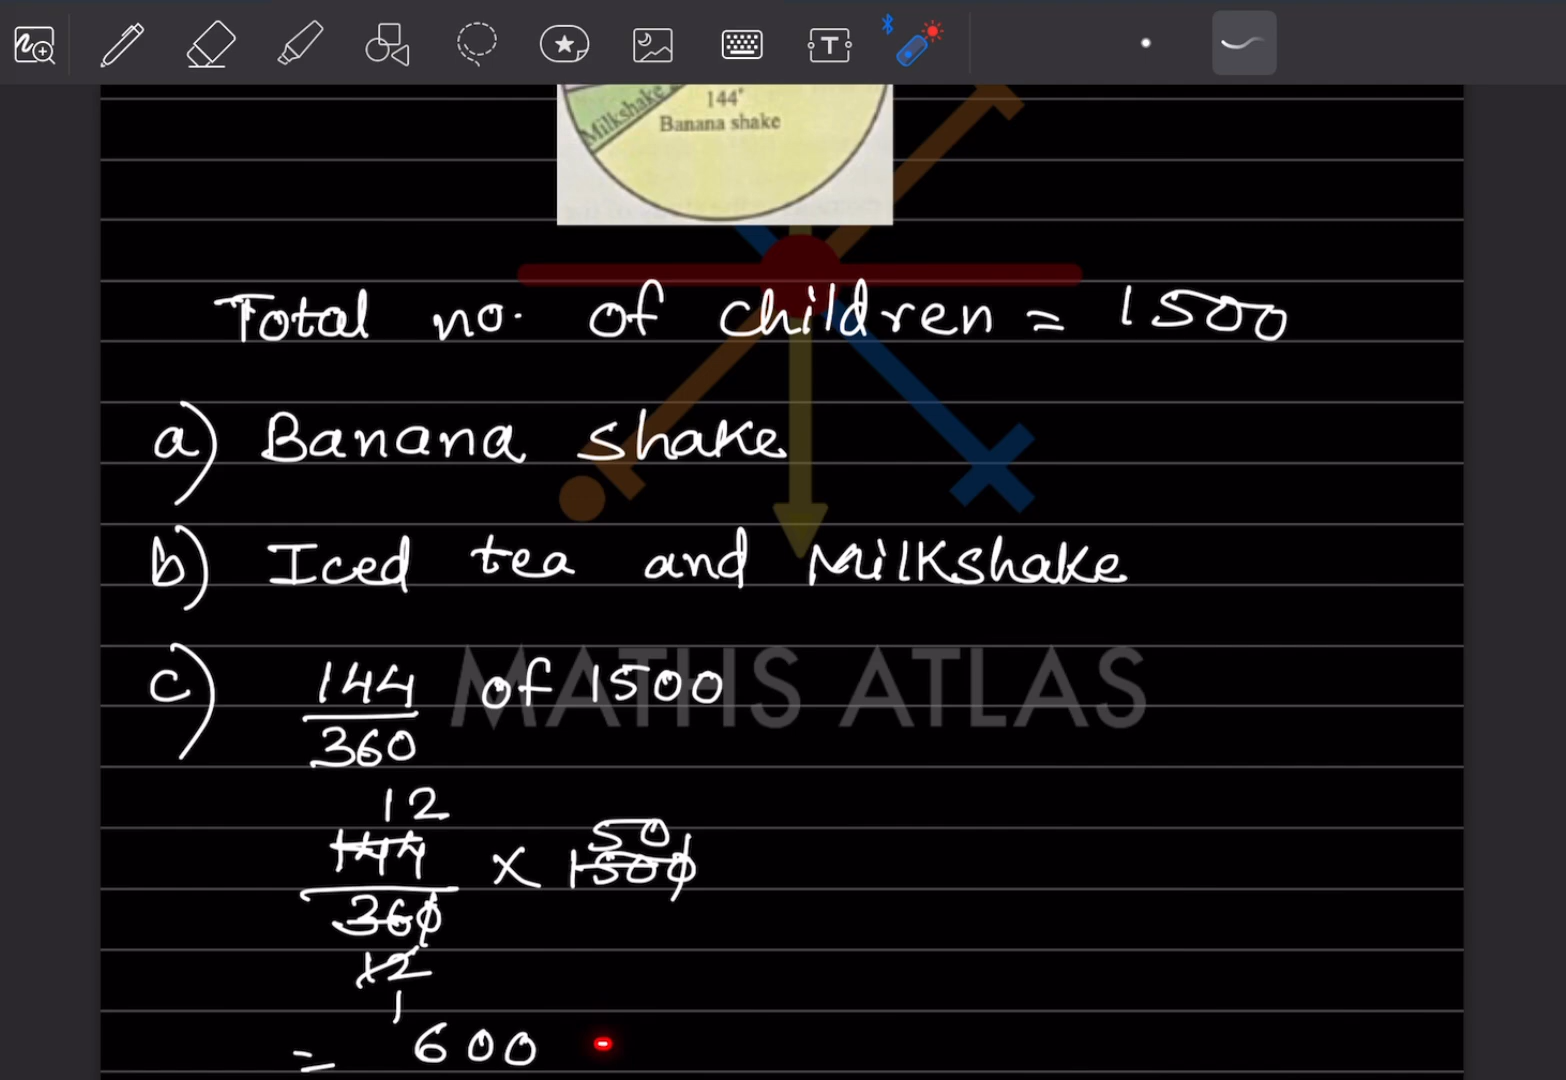 Milkshake
144°
Banana shake
Total no. of children = 1500
a) Banana shake
b) Iced tea and Milkshake
MATHS ATLAS
c) 144 of 1500
360
12
50
144 x 1500
360
12
1
= 600